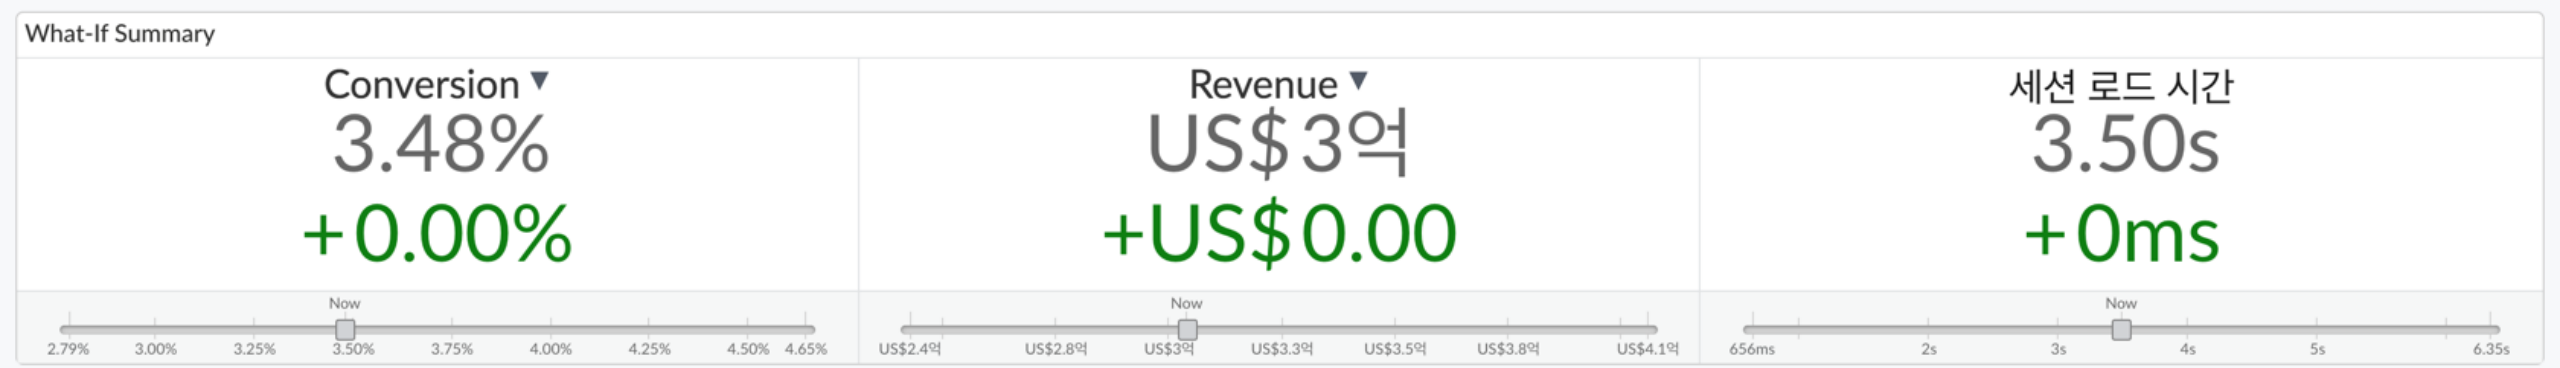 What-If Summary
Conversion ▼
3.48%
+0.00%
Now
2.79% 3.00% 3.25% 3.50% 3.75% 4.00% 4.25% 4.50% 4.65%
Revenue ▼
US$3억
+US$0.00
Now
US$2.4억 US$2.8억 US$3억 US$3.3억 US$3.5억 US$3.8억 US$4.1억
세션 로드 시간
3.50s
+0ms
Now
656ms 2s 3s 4s 5s 6.35s